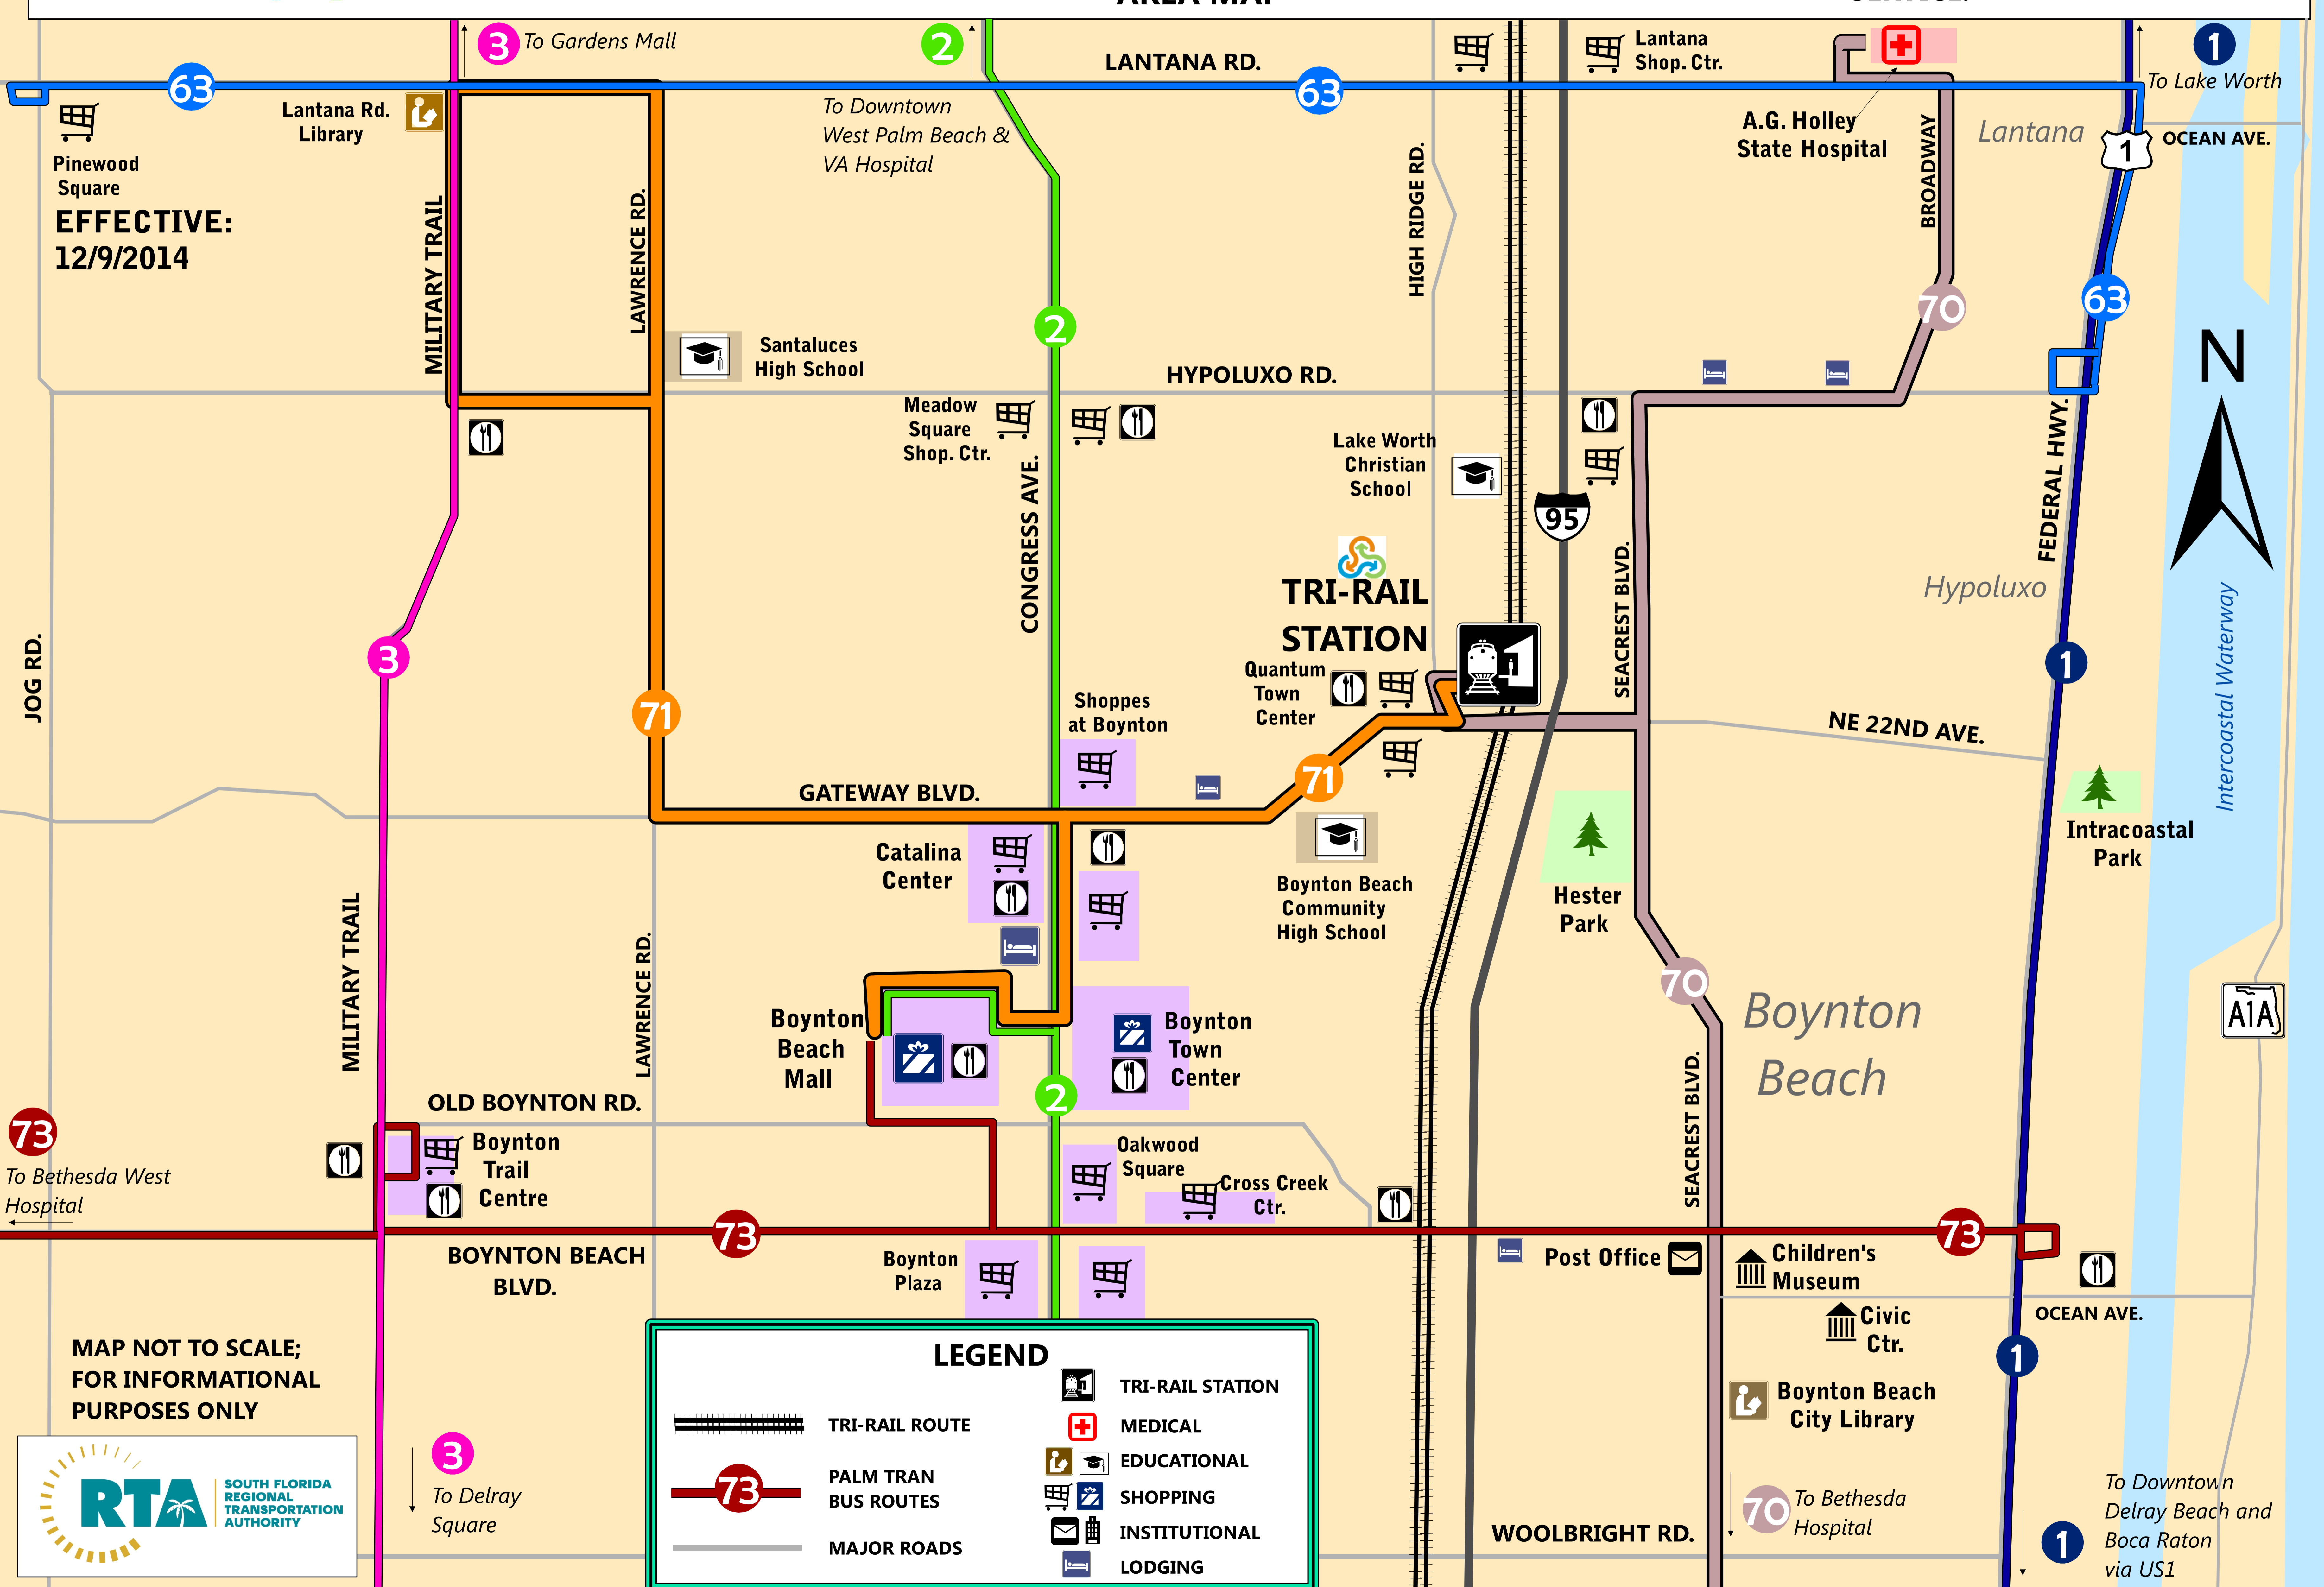 AREA MAP
3 To Gardens Mall
2
LANTANA RD.
Lantana
Shop. Ctr.
1
To Lake Worth
63
63
Lantana Rd.
Library
To Downtown
West Palm Beach &
VA Hospital
A.G. Holley
State Hospital
BROADWAY
Lantana
OCEAN AVE.
1
Pinewood
Square
EFFECTIVE:
12/9/2014
MILITARY TRAIL
LAWRENCE RD.
HIGH RIDGE RD.
70
63
N
2
Santaluces
High School
HYPOLUXO RD.
Meadow
Square
Shop. Ctr.
CONGRESS AVE.
Lake Worth
Christian
School
95
FEDERAL HWY.
Hypoluxo
Intercoastal Waterway
TRI-RAIL
STATION
SEACREST BLVD.
JOG RD.
3
71
Quantum
Town
Center
1
Shoppes
at Boynton
NE 22ND AVE.
71
GATEWAY BLVD.
Catalina
Center
Boynton Beach
Community
High School
Hester
Park
Intracoastal
Park
MILITARY TRAIL
LAWRENCE RD.
70
Boynton
Beach
A1A
Boynton
Beach
Mall
Boynton
Town
Center
2
SEACREST BLVD.
OLD BOYNTON RD.
73
To Bethesda West
Hospital
Boynton
Trail
Centre
Oakwood
Square
Cross Creek
Ctr.
73
73
BOYNTON BEACH
BLVD.
Boynton
Plaza
Post Office
Children's
Museum
OCEAN AVE.
Civic
Ctr.
1
MAP NOT TO SCALE;
FOR INFORMATIONAL
PURPOSES ONLY
Boynton Beach
City Library
RTA
SOUTH FLORIDA
REGIONAL
TRANSPORTATION
AUTHORITY
3
To Delray
Square
LEGEND
TRI-RAIL ROUTE
73
PALM TRAN
BUS ROUTES
MAJOR ROADS
TRI-RAIL STATION
MEDICAL
EDUCATIONAL
SHOPPING
INSTITUTIONAL
LODGING
WOOLBRIGHT RD.
70
To Bethesda
Hospital
1
To Downtown
Delray Beach and
Boca Raton
via US1